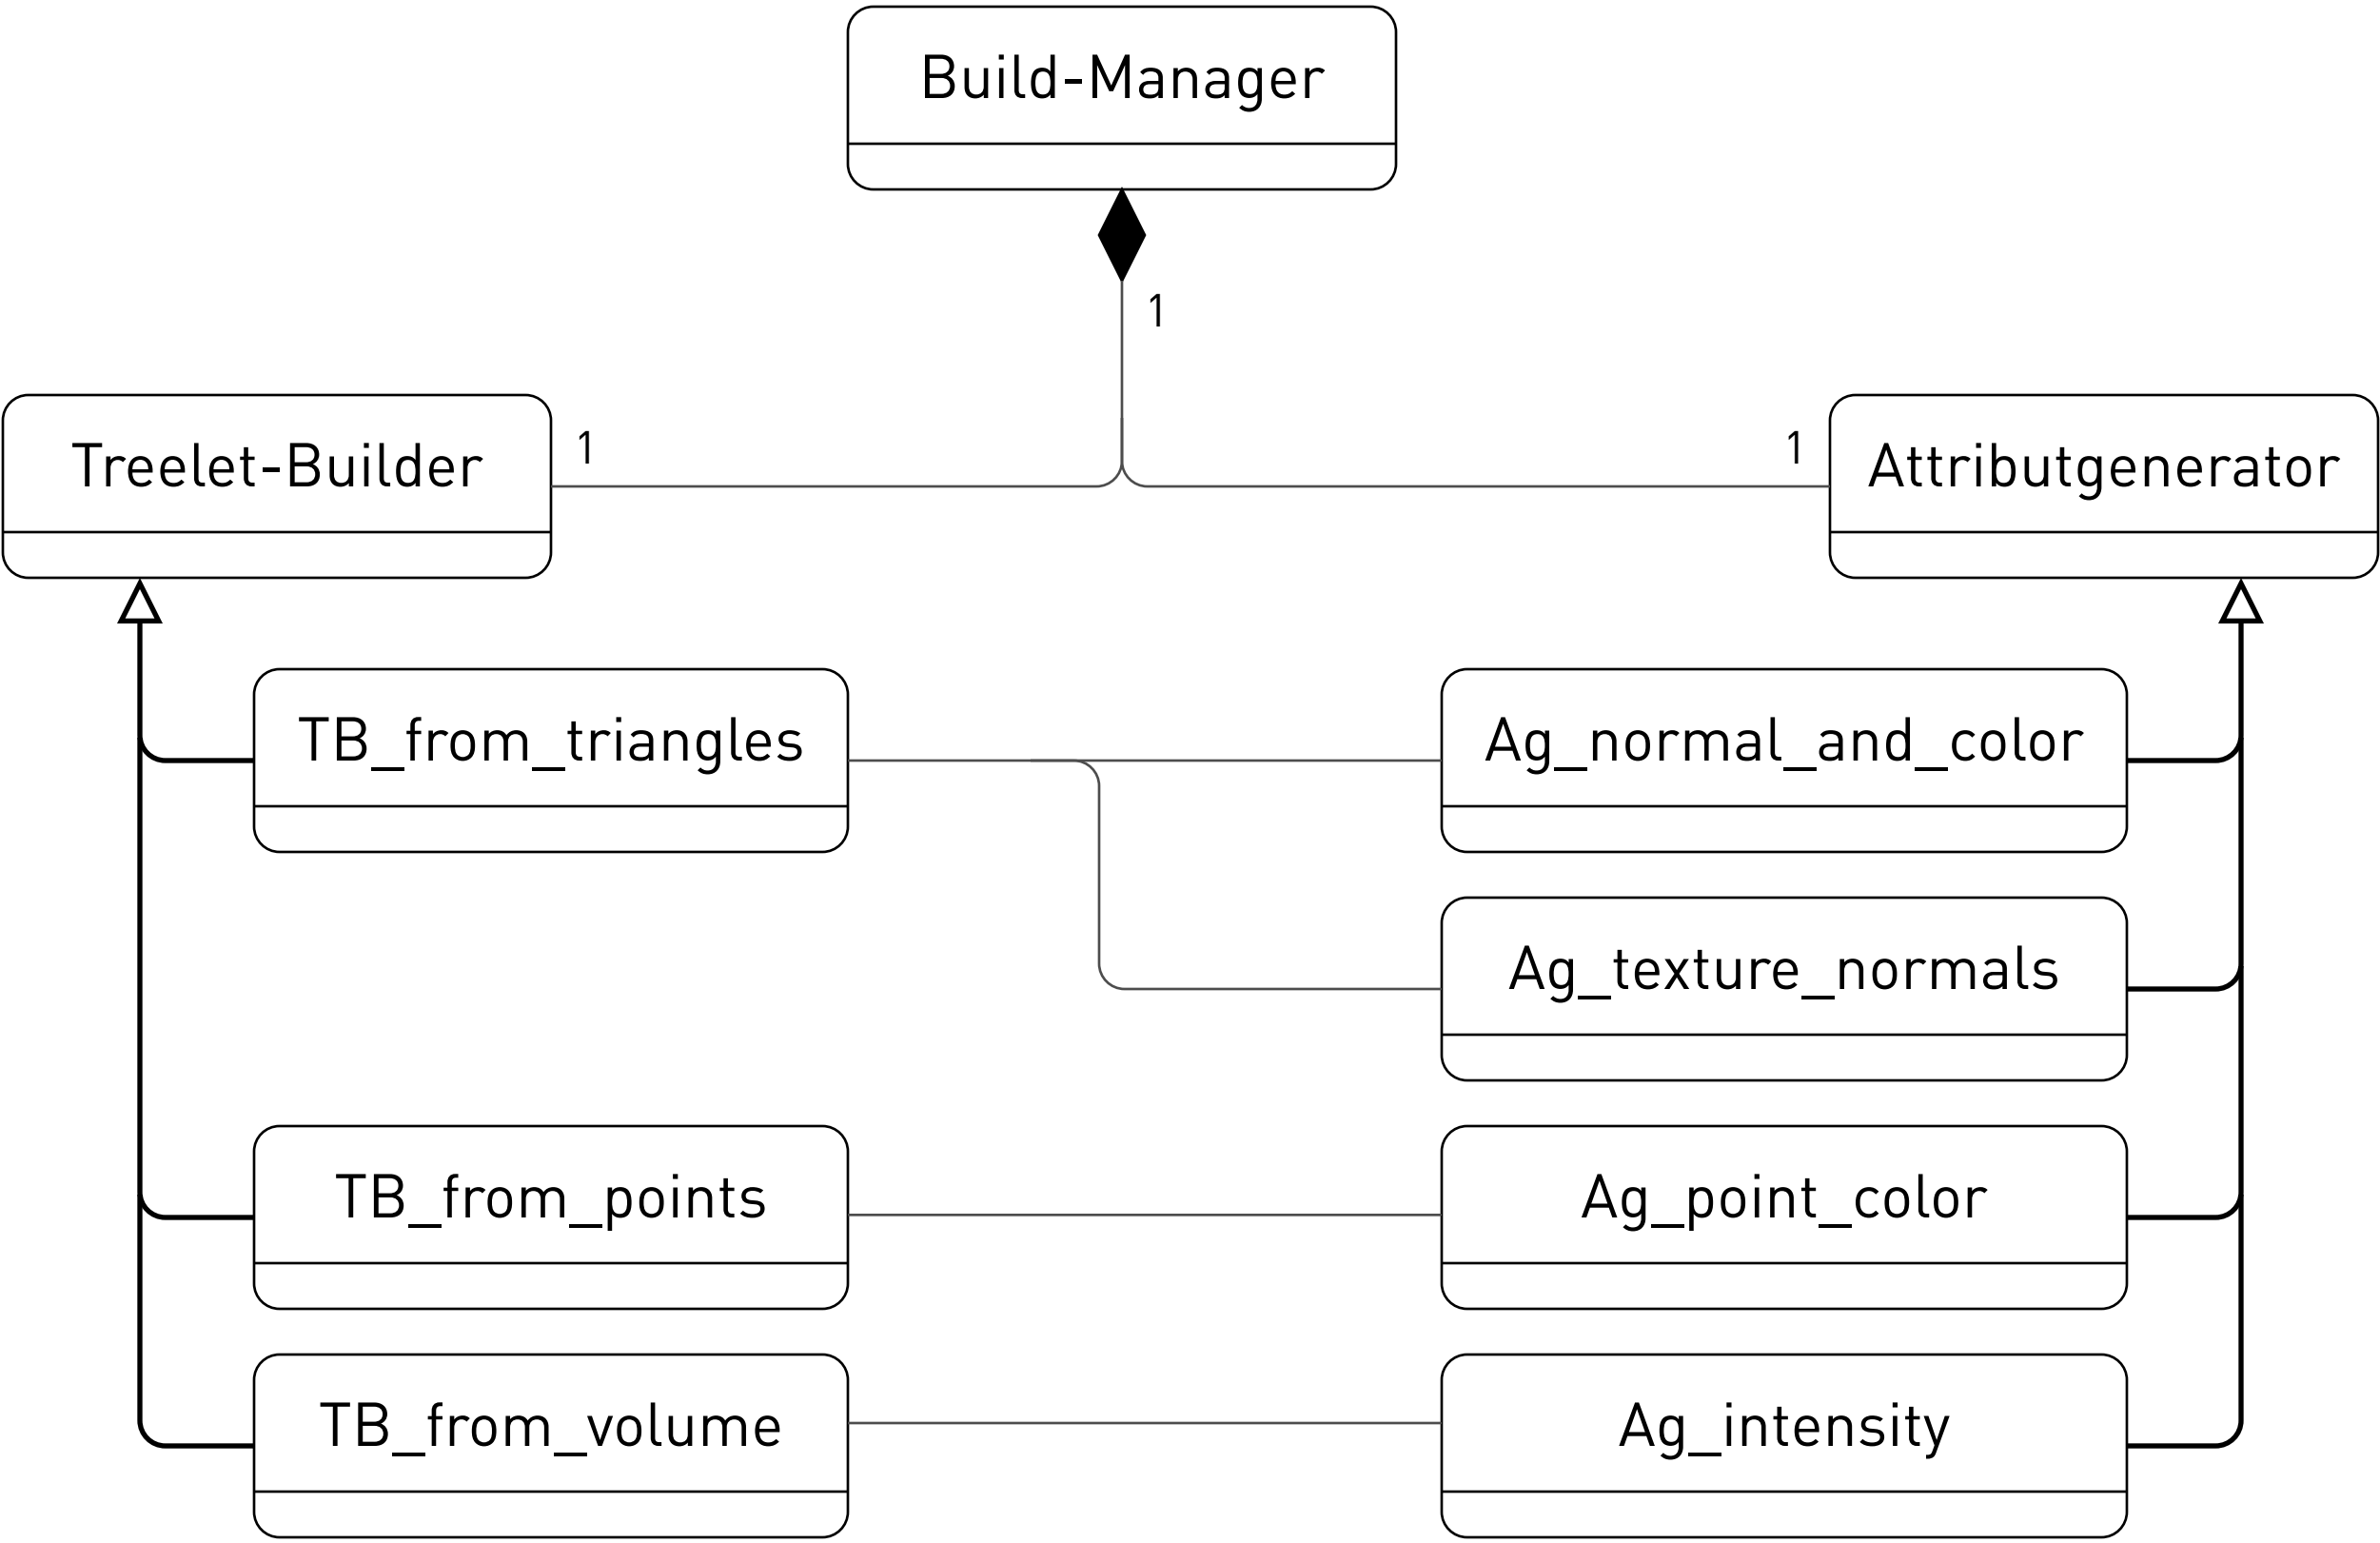 Build-Manager
1
Treelet-Builder
1
1
Attributgenerator
TB_from_triangles
Ag_normal_and_color
Ag_texture_normals
TB_from_points
Ag_point_color
TB_from_volume
Ag_intensity